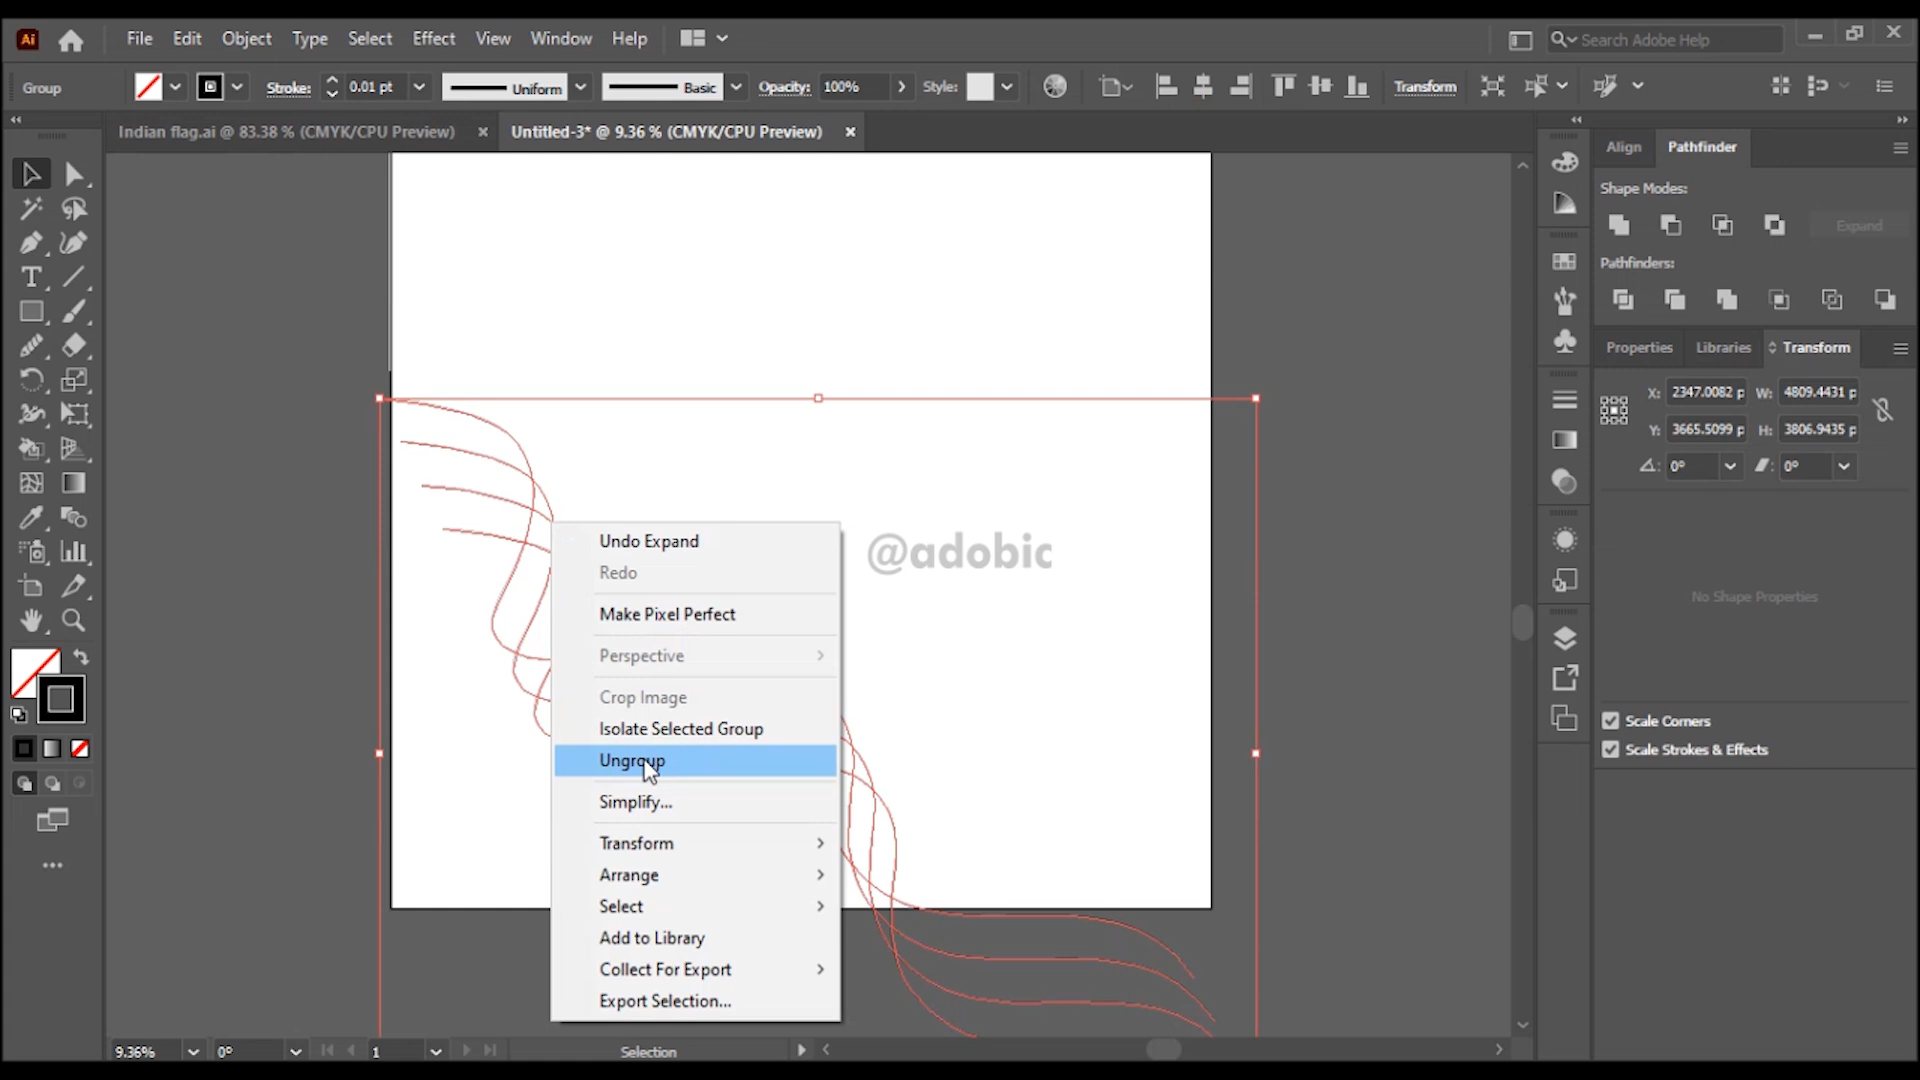 Ai File Edit Object Type Select Effect View Window Help Search Adobe Help
Group Stroke: 0.01 pt Uniform Basic Opacity: 100% Style: Transform
Indian flag.ai @ 83.38 % (CMYK/CPU Preview) Untitled-3* @ 9.36 % (CMYK/CPU Preview)
Align Pathfinder
Shape Modes:
Expand
Pathfinders:
Properties Libraries Transform
X: 2347.0082 p W: 4809.4431 p
Y: 3665.5099 p H: 3806.9435 p
0° 0°
No Shape Properties
Scale Corners
Scale Strokes & Effects
@adobic
Undo Expand
Redo
Make Pixel Perfect
Perspective
Crop Image
Isolate Selected Group
Ungroup
Simplify...
Transform
Arrange
Select
Add to Library
Collect For Export
Export Selection...
9.36% 0° 1 Selection